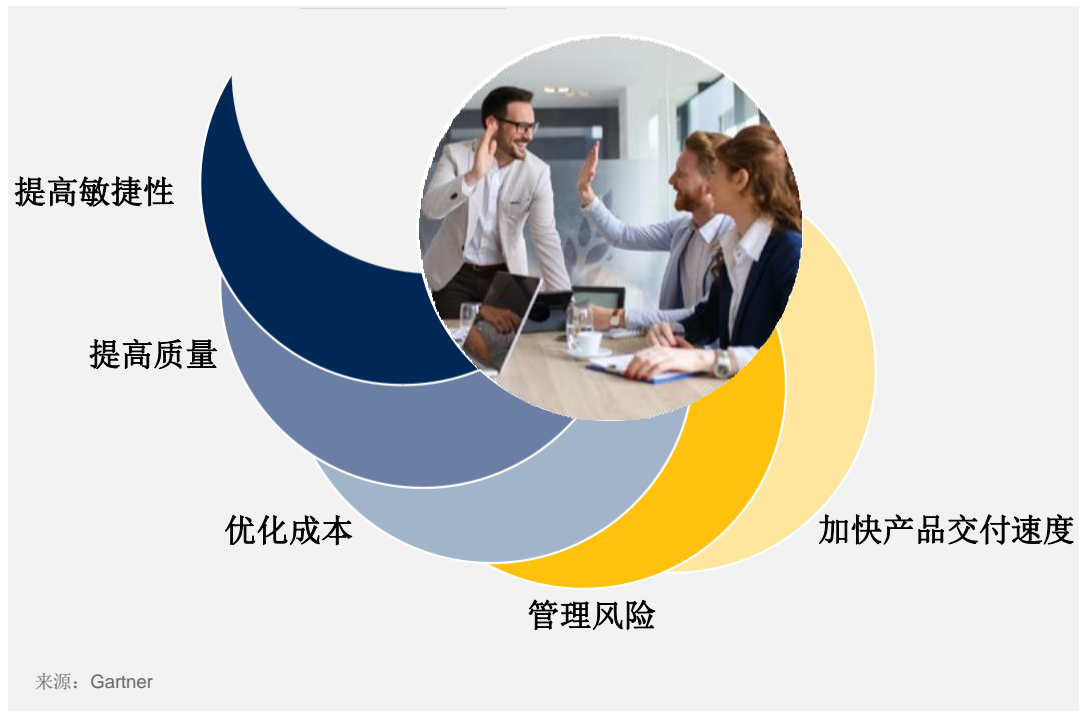 提高敏捷性
提高质量
优化成本
管理风险
加快产品交付速度
来源：Gartner